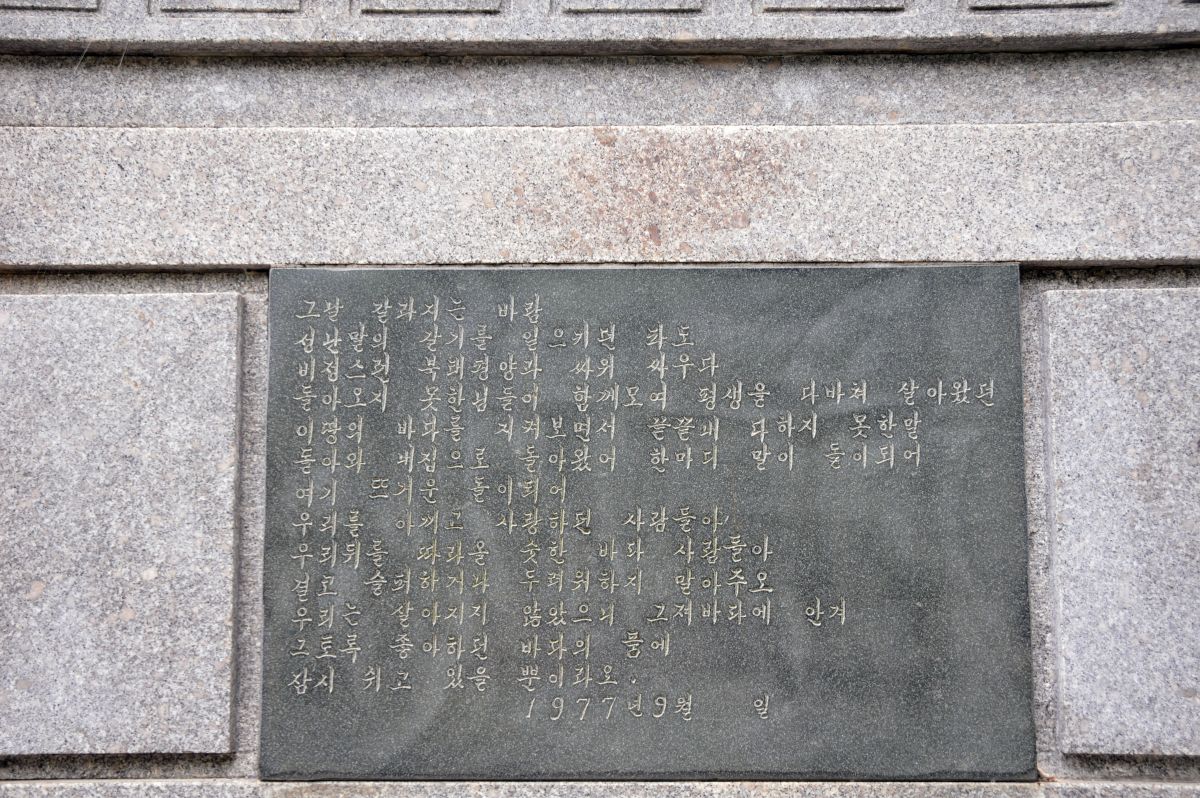 그날 갈라지는 바람
성난말의 갈기를 일으키던 파도
비접스런 북태평양과 싸워 싸우다
돌아오지 못한님들이 함께모여 평생을 다바쳐 살아왔던
이땅의 바다를 지켜보면서 끝끝내 다하지 못한말
돌아와 내집으로 돌아왔어 한마디 말이 돌이되어
여기 뜨거운 돌이되어
우리를 아끼고 사랑하던 사람들아
우리뒤를 따라올 숫한 바다 사람들아
결코 슬퍼하거나 두려워하지 말아주오
우리는 살아지지 않았으니 그저바다에 안겨
그토록 좋아하던 바다의 품에
잠시 쉬고 있을 뿐이라오.
1977년9월 일